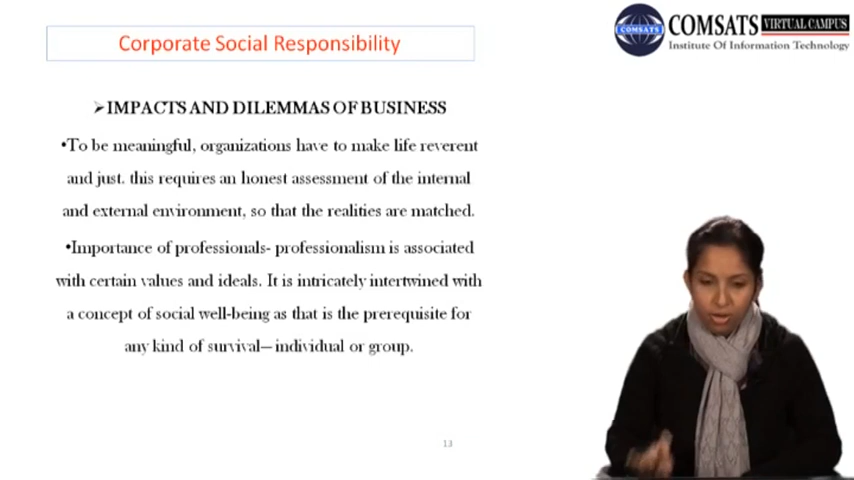 Corporate Social Responsibility
COMSATS VIRTUAL CAMPUS
COMSATS
Institute Of Information Technology
➢IMPACTS AND DILEMMAS OF BUSINESS
•To be meaningful, organizations have to make life reverent
and just. this requires an honest assessment of the internal
and external environment, so that the realities are matched.
•Importance of professionals- professionalism is associated
with certain values and ideals. It is intricately intertwined with
a concept of social well-being as that is the prerequisite for
any kind of survival—individual or group.
13